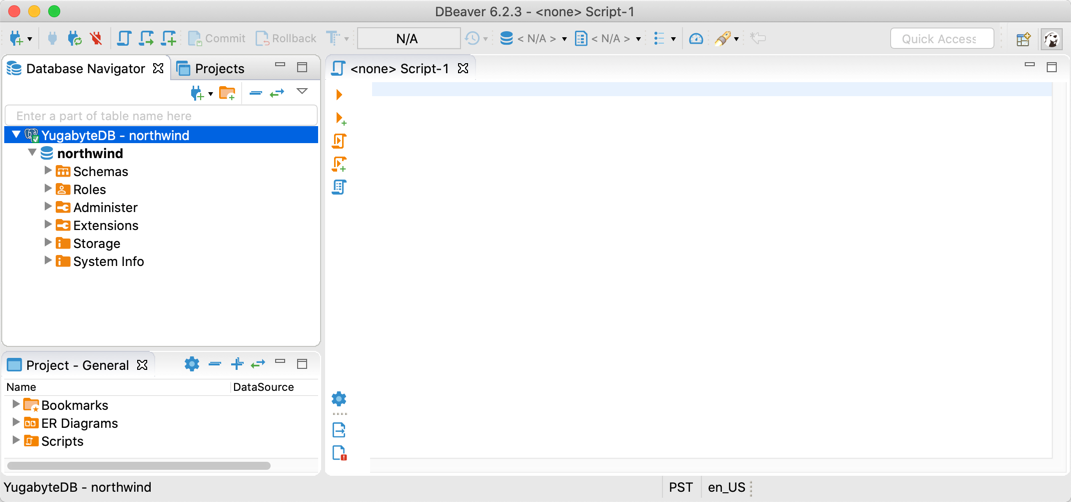 DBeaver 6.2.3 - <none> Script-1
Commit Rollback N/A < N/A > < N/A > Quick Access
Database Navigator Projects
Enter a part of table name here
YugabyteDB - northwind
northwind
Schemas
Roles
Administer
Extensions
Storage
System Info
Project - General
Name DataSource
Bookmarks
ER Diagrams
Scripts
<none> Script-1
YugabyteDB - northwind PST en_US